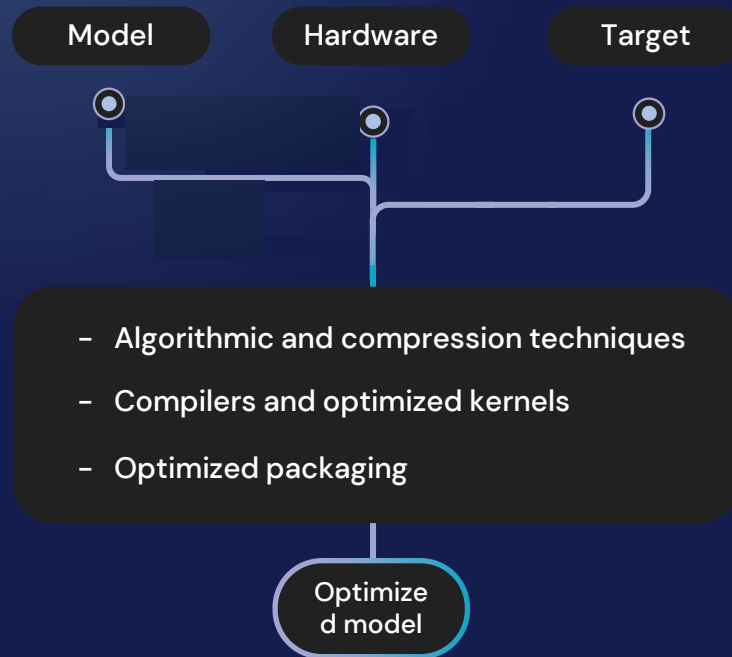 Model
Hardware
Target
- Algorithmic and compression techniques
- Compilers and optimized kernels
- Optimized packaging
Optimize
d model